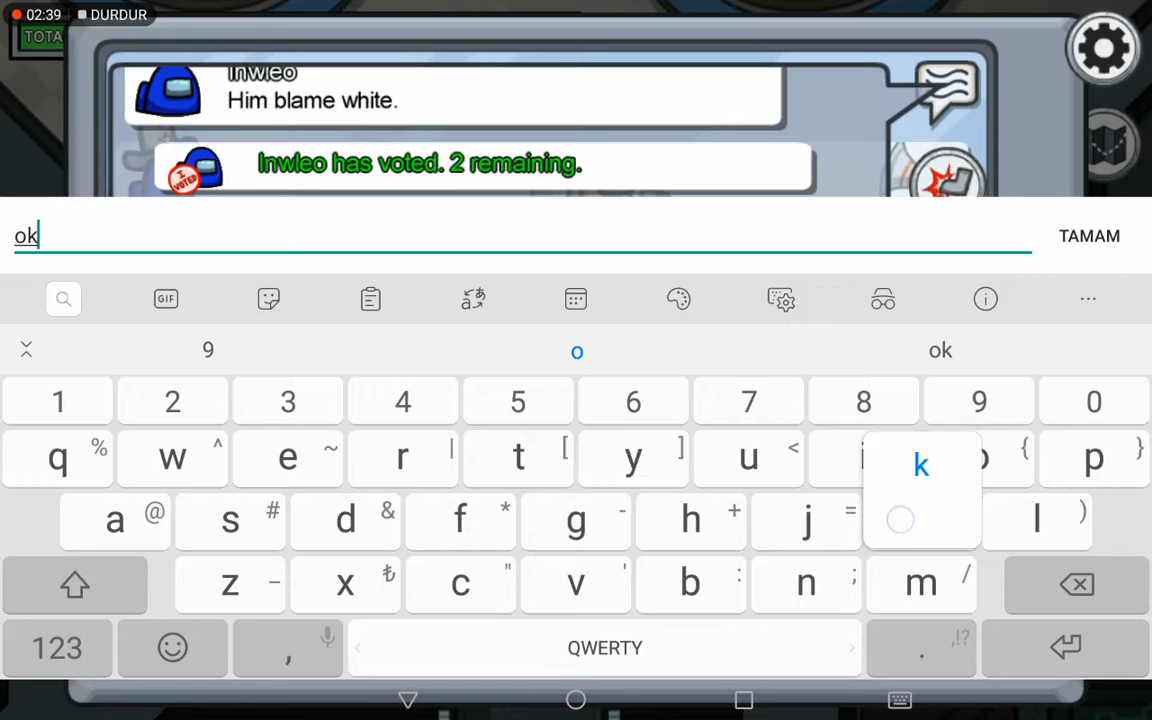 02:39 DURDUR
TOTA
Inwleo
Him blame white.
I VOTED
Inwleo has voted. 2 remaining.
ok
TAMAM
GIF
9 o ok
1 2 3 4 5 6 7 8 9 0
q % w ^ e ~ r | t [ y ] u < i o { p }
a @ s # d & f * g - h + j = k l )
z _ x ₺ c " v ' b : n ; m /
123 , QWERTY . ,!?